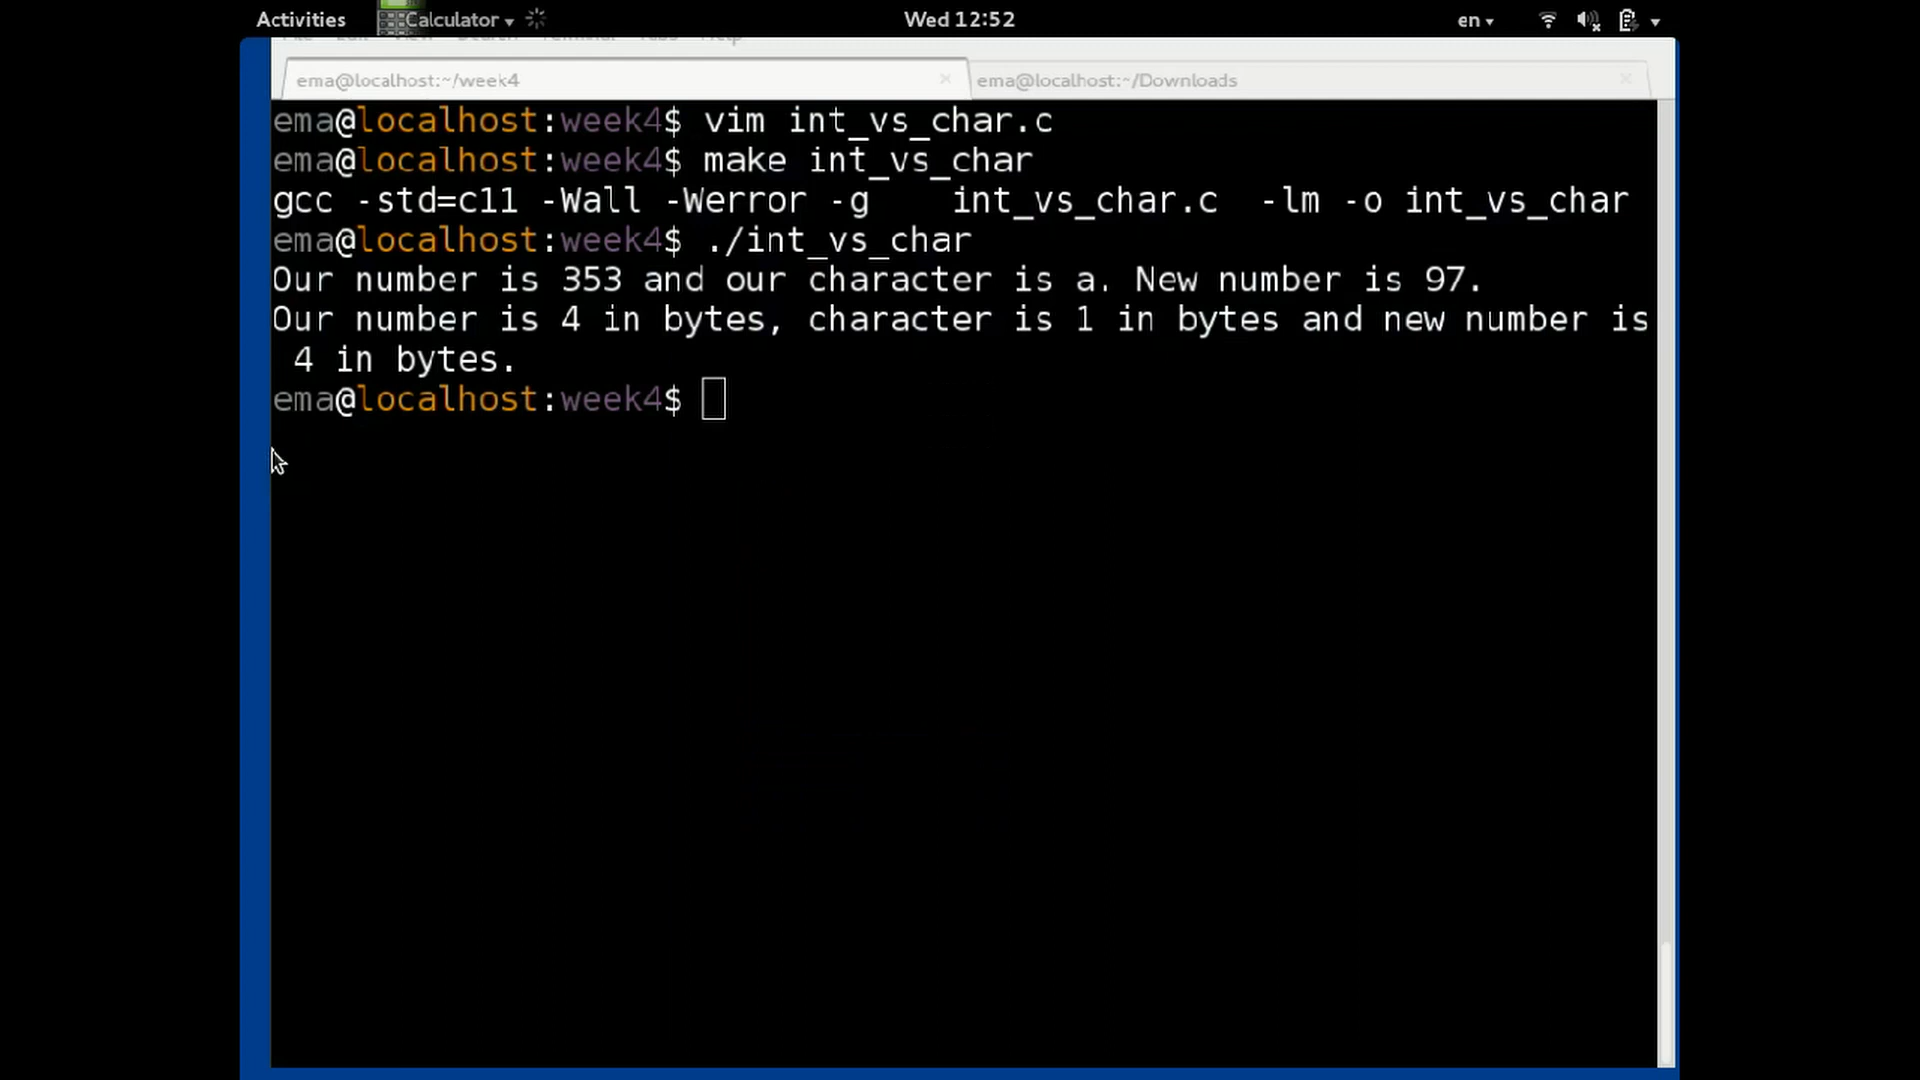 Activities Calculator Wed 12:52 en
ema@localhost:~/week4 ema@localhost:~/Downloads
ema@localhost:week4$ vim int_vs_char.c
ema@localhost:week4$ make int_vs_char
gcc -std=c11 -Wall -Werror -g    int_vs_char.c  -lm -o int_vs_char
ema@localhost:week4$ ./int_vs_char
Our number is 353 and our character is a. New number is 97.
Our number is 4 in bytes, character is 1 in bytes and new number is
 4 in bytes.
ema@localhost:week4$